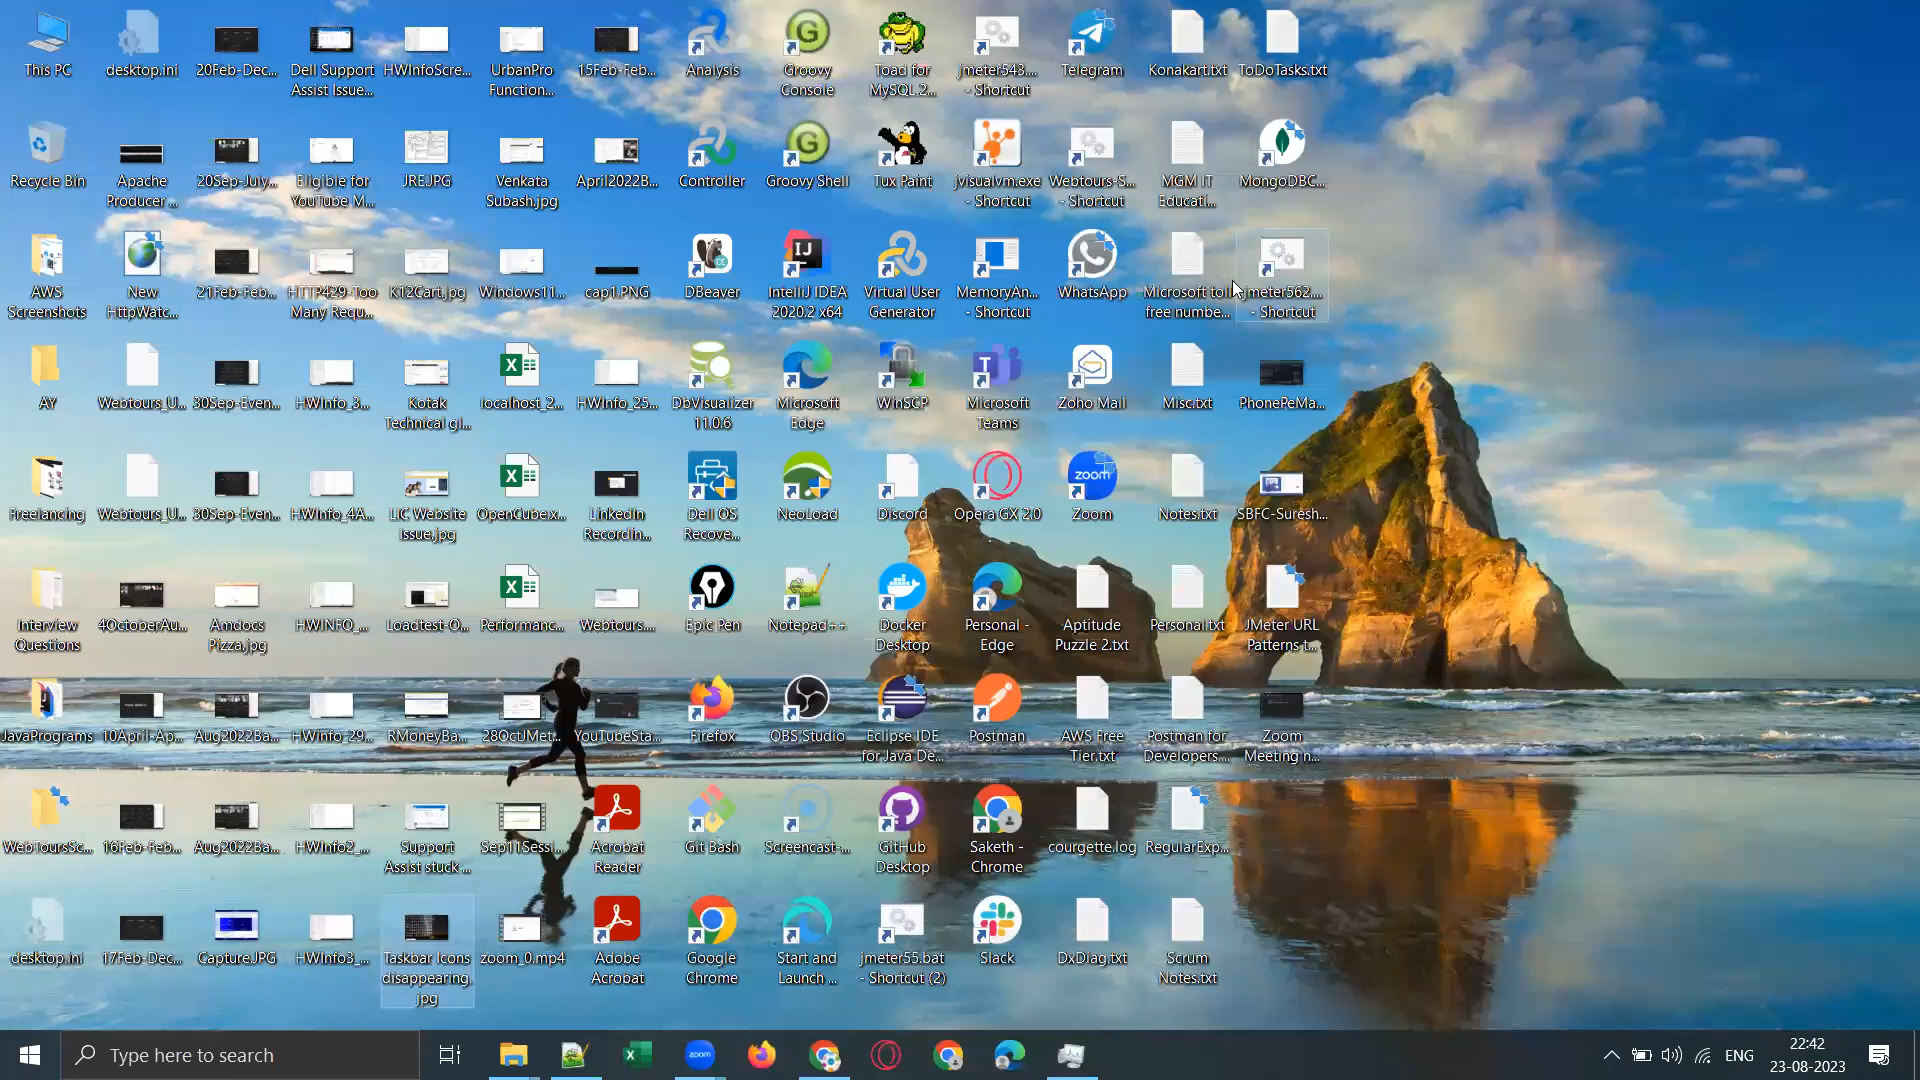 This PC
desktop.ini
20Feb-Dec...
Dell Support
Assist Issue...
HWInfoScre...
UrbanPro
Function...
15Feb-Feb...
Analysis
Groovy
Console
Toad for
MySQL 2...
jmeter543....
- Shortcut
Telegram
Konakart.txt
ToDoTasks.txt
Recycle Bin
Apache
Producer ...
20Sep-July...
Eligible for
YouTube M...
JRE.JPG
Venkata
Subash.jpg
April2022B...
Controller
Groovy Shell
Tux Paint
jvisualvm.exe
- Shortcut
Webtours-S...
- Shortcut
MGM IT
Educati...
MongoDBC...
AWS
Screenshots
New
HttpWatc...
21Feb-Feb...
HTTP429-Too
Many Requ...
K12Cart.jpg
Windows11...
cap1.PNG
DBeaver
IntelliJ IDEA
2020.2 x64
Virtual User
Generator
MemoryAn...
- Shortcut
WhatsApp
Microsoft toll
free numbe...
jmeter562....
- Shortcut
AY
Webtours_U...
30Sep-Even...
HWInfo_3...
Kotak
Technical gl...
localhost_2...
HWInfo_25...
DbVisualizer
11.0.6
Microsoft
Edge
WinSCP
Microsoft
Teams
Zoho Mail
Misc.txt
PhonePeMa...
Freelancing
Webtours_U...
30Sep-Even...
HWInfo_4A...
LIC Website
Issue.jpg
OpenCube.x...
LinkedIn
Recordin...
Dell OS
Recove...
NeoLoad
Discord
Opera GX 2.0
zoom
Zoom
Notes.txt
SBFC-Suresh...
Interview
Questions
4OctoberAu...
Amdocs
Pizza.jpg
HWINFO_...
Loadtest-O...
Performanc...
Webtours....
Epic Pen
Notepad++
Docker
Desktop
Personal -
Edge
Aptitude
Puzzle 2.txt
Personal.txt
JMeter URL
Patterns t...
JavaPrograms
10April-Ap...
Aug2022Ba...
HWinfo_29...
RMoneyBa...
28OctJMet...
YouTubeSta...
Firefox
OBS Studio
Eclipse IDE
for Java De...
Postman
AWS Free
Tier.txt
Postman for
Developers....
Zoom
Meeting n...
WebToursSc...
16Feb-Feb...
Aug2022Ba...
HWInfo2_...
Support
Assist stuck ...
Sep11Sessi...
Acrobat
Reader
Git Bash
Screencast-...
GitHub
Desktop
Saketh -
Chrome
courgette.log
RegularExp...
desktop.ini
17Feb-Dec...
Capture.JPG
HWInfo3_...
Taskbar Icons
disappearing.
jpg
zoom_0.mp4
Adobe
Acrobat
Google
Chrome
Start and
Launch ...
jmeter55.bat
- Shortcut (2)
Slack
DxDiag.txt
Scrum
Notes.txt
Type here to search
zoom
ENG
22:42
23-08-2023